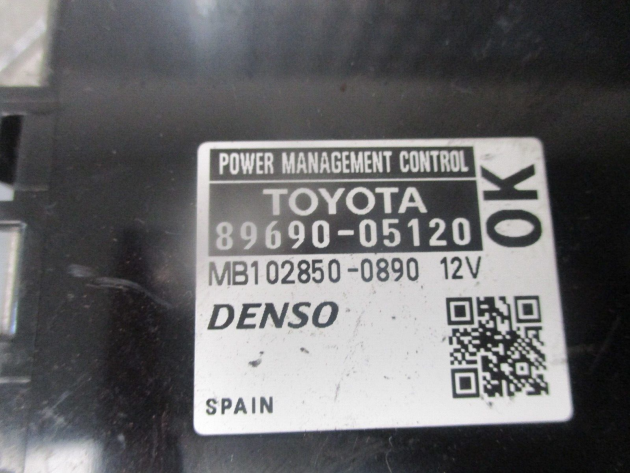 POWER MANAGEMENT CONTROL
TOYOTA
89690-05120
OK
MB102850-0890 12V
DENSO
SPAIN